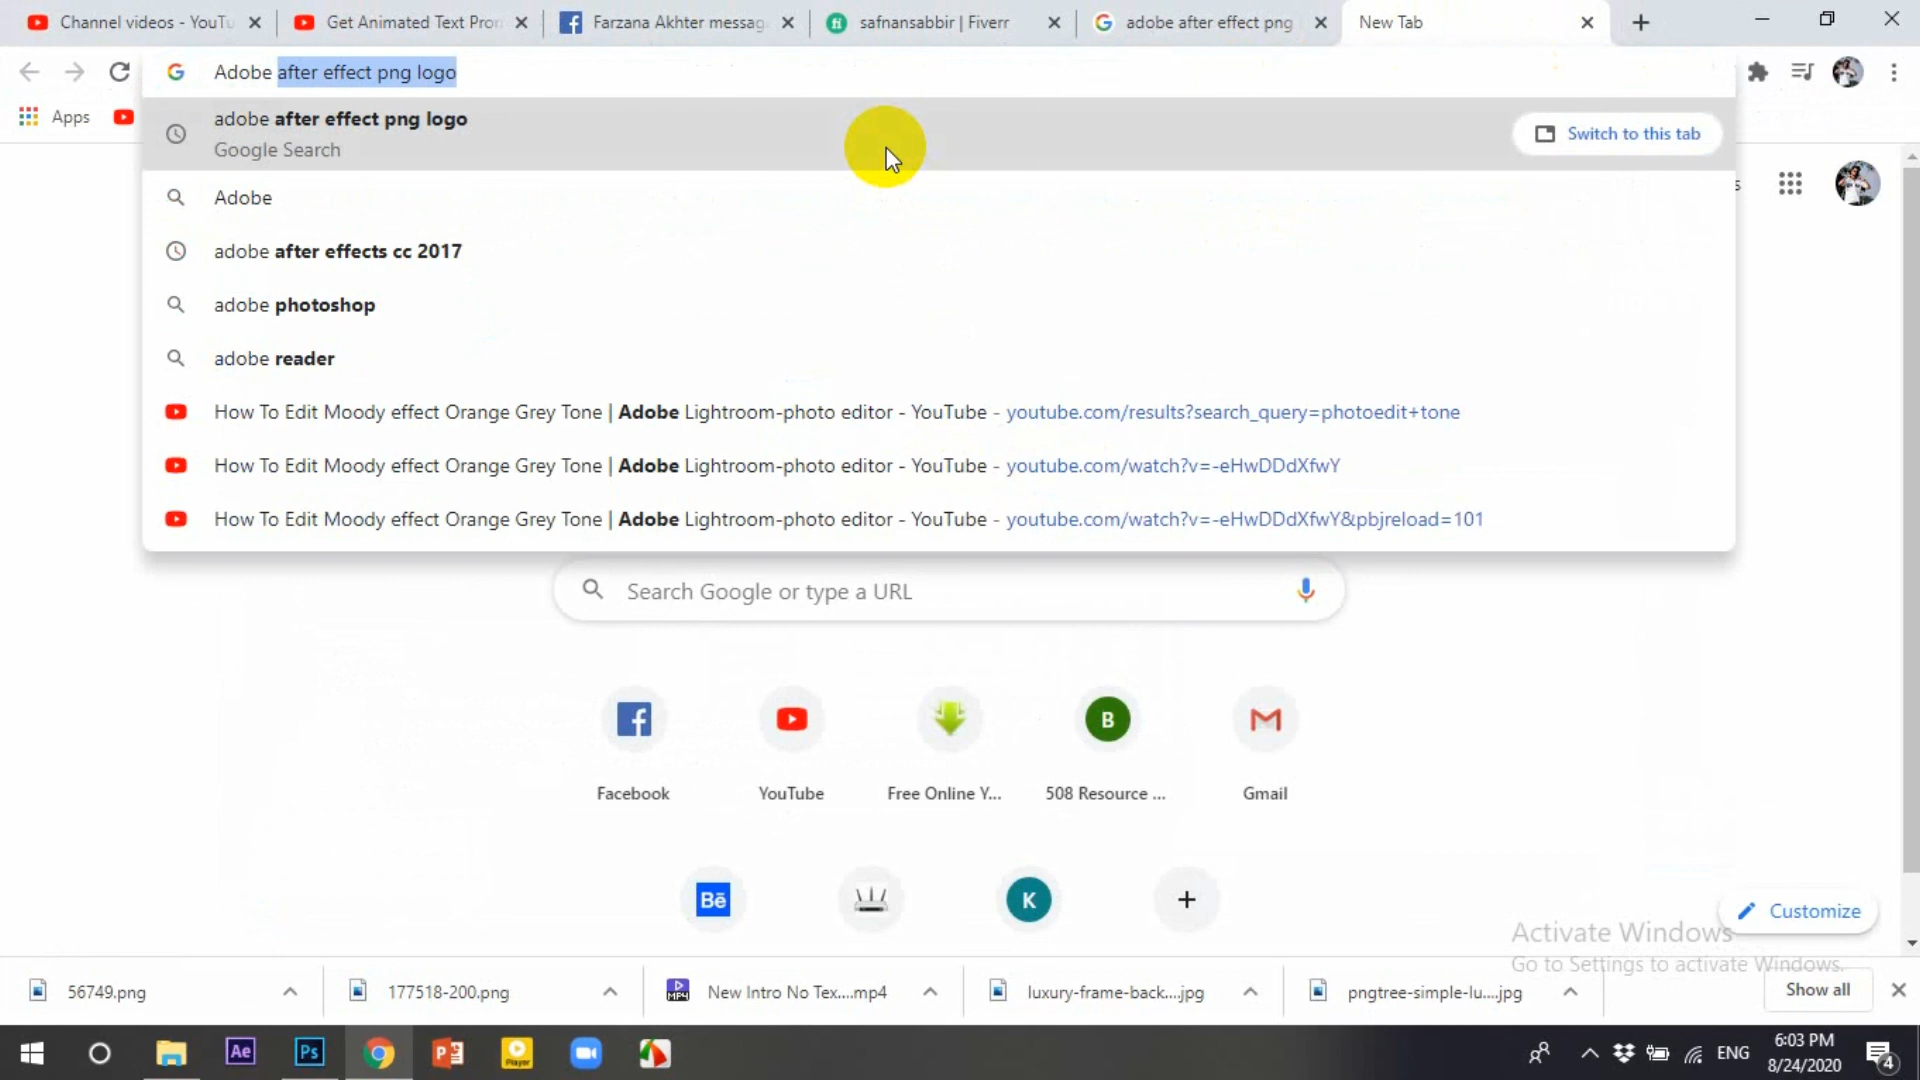 Channel videos - YouTu
Get Animated Text Pron
Farzana Akhter messag
safnansabbir | Fiverr
adobe after effect png
New Tab
Adobe after effect png logo
Apps
adobe after effect png logo
Google Search
Switch to this tab
Adobe
adobe after effects cc 2017
adobe photoshop
adobe reader
How To Edit Moody effect Orange Grey Tone | Adobe Lightroom-photo editor - YouTube - youtube.com/results?search_query=photoedit+tone
How To Edit Moody effect Orange Grey Tone | Adobe Lightroom-photo editor - YouTube - youtube.com/watch?v=-eHwDDdXfwY
How To Edit Moody effect Orange Grey Tone | Adobe Lightroom-photo editor - YouTube - youtube.com/watch?v=-eHwDDdXfwY&pbjreload=101
Search Google or type a URL
B
Facebook
YouTube
Free Online Y...
508 Resource ...
Gmail
Bē
K
Customize
Activate Windows
Go to Settings to activate Windows.
56749.png
177518-200.png
MP4
New Intro No Tex....mp4
luxury-frame-back....jpg
pngtree-simple-lu....jpg
Show all
Ae
Ps
P
Player
ENG
6:03 PM
8/24/2020
4